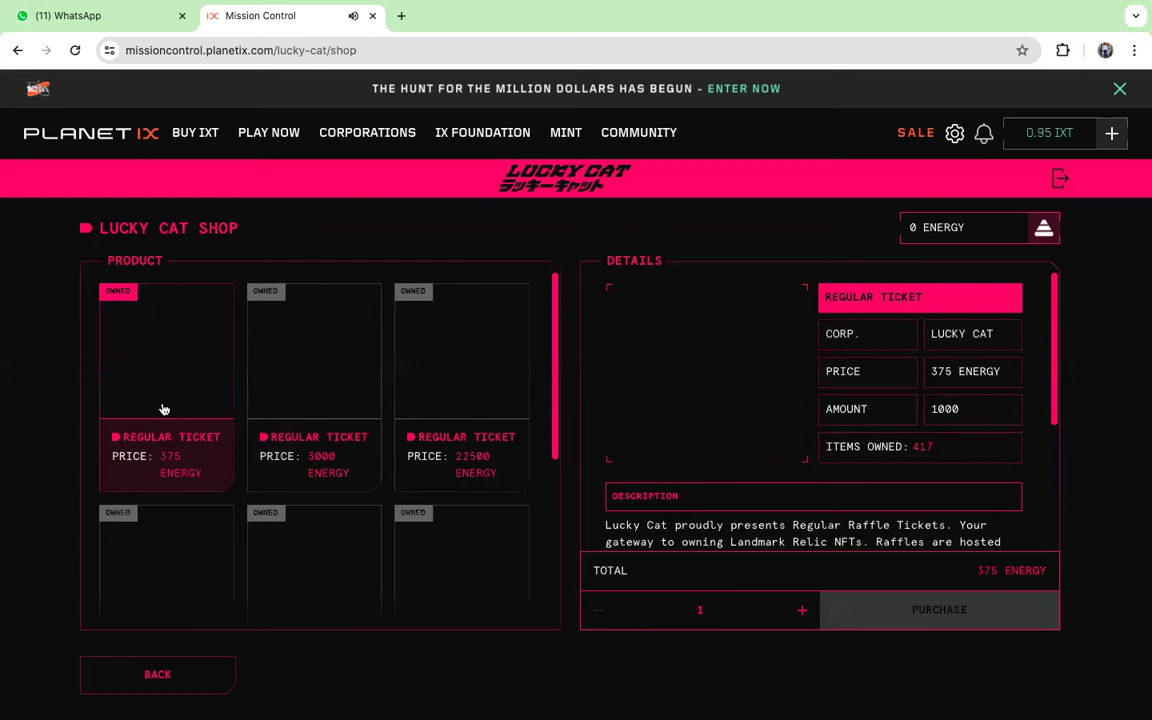 (11) WhatsApp
Mission Control
missioncontrol.planetix.com/lucky-cat/shop
THE HUNT FOR THE MILLION DOLLARS HAS BEGUN - ENTER NOW
PLANET IX
BUY IXT
PLAY NOW
CORPORATIONS
IX FOUNDATION
MINT
COMMUNITY
SALE
0.95 IXT
LUCKY CAT
ラッキーキャット
LUCKY CAT SHOP
0 ENERGY
PRODUCT
OWNED
REGULAR TICKET
PRICE: 375 ENERGY
OWNED
REGULAR TICKET
PRICE: 3000 ENERGY
OWNED
REGULAR TICKET
PRICE: 22500 ENERGY
OWNED
OWNED
OWNED
DETAILS
REGULAR TICKET
CORP. LUCKY CAT
PRICE 375 ENERGY
AMOUNT 1000
ITEMS OWNED: 417
DESCRIPTION
Lucky Cat proudly presents Regular Raffle Tickets. Your
gateway to owning Landmark Relic NFTs. Raffles are hosted
TOTAL 375 ENERGY
1
PURCHASE
BACK